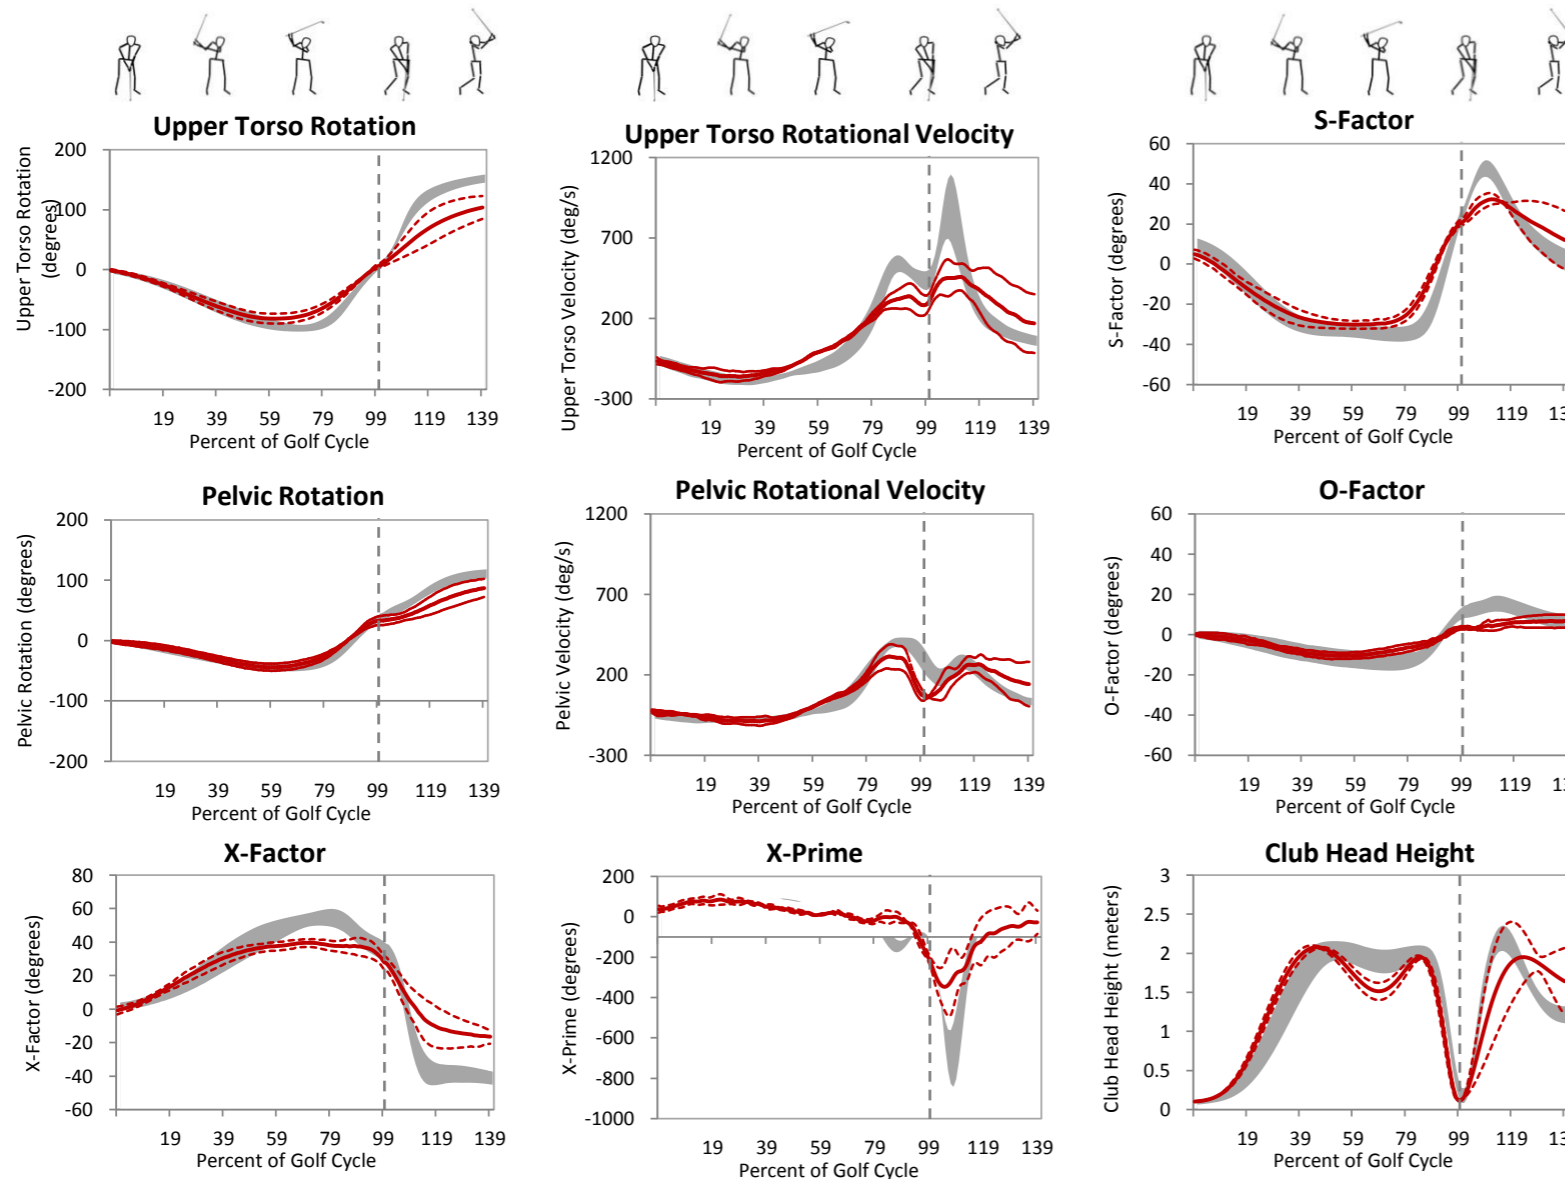 Upper Torso Rotation
Upper Torso Rotation
(degrees)
200
100
0
-100
-200
19 39 59 79 99 119 139
Percent of Golf Cycle
Upper Torso Rotational Velocity
Upper Torso Velocity (deg/s)
1200
700
200
-300
19 39 59 79 99 119 139
Percent of Golf Cycle
S-Factor
S-Factor (degrees)
60
40
20
0
-20
-40
-60
19 39 59 79 99 119 13
Percent of Golf Cycle
Pelvic Rotation
Pelvic Rotation (degrees)
200
100
0
-100
-200
19 39 59 79 99 119 139
Percent of Golf Cycle
Pelvic Rotational Velocity
Pelvic Velocity (deg/s)
1200
700
200
-300
19 39 59 79 99 119 139
Percent of Golf Cycle
O-Factor
O-Factor (degrees)
60
40
20
0
-20
-40
-60
19 39 59 79 99 119 13
Percent of Golf Cycle
X-Factor
X-Factor (degrees)
80
60
40
20
0
-20
-40
-60
19 39 59 79 99 119 139
Percent of Golf Cycle
X-Prime
X-Prime (degrees)
200
0
-200
-400
-600
-800
-1000
19 39 59 79 99 119 139
Percent of Golf Cycle
Club Head Height
Club Head Height (meters)
3
2.5
2
1.5
1
0.5
0
19 39 59 79 99 119 13
Percent of Golf Cycle